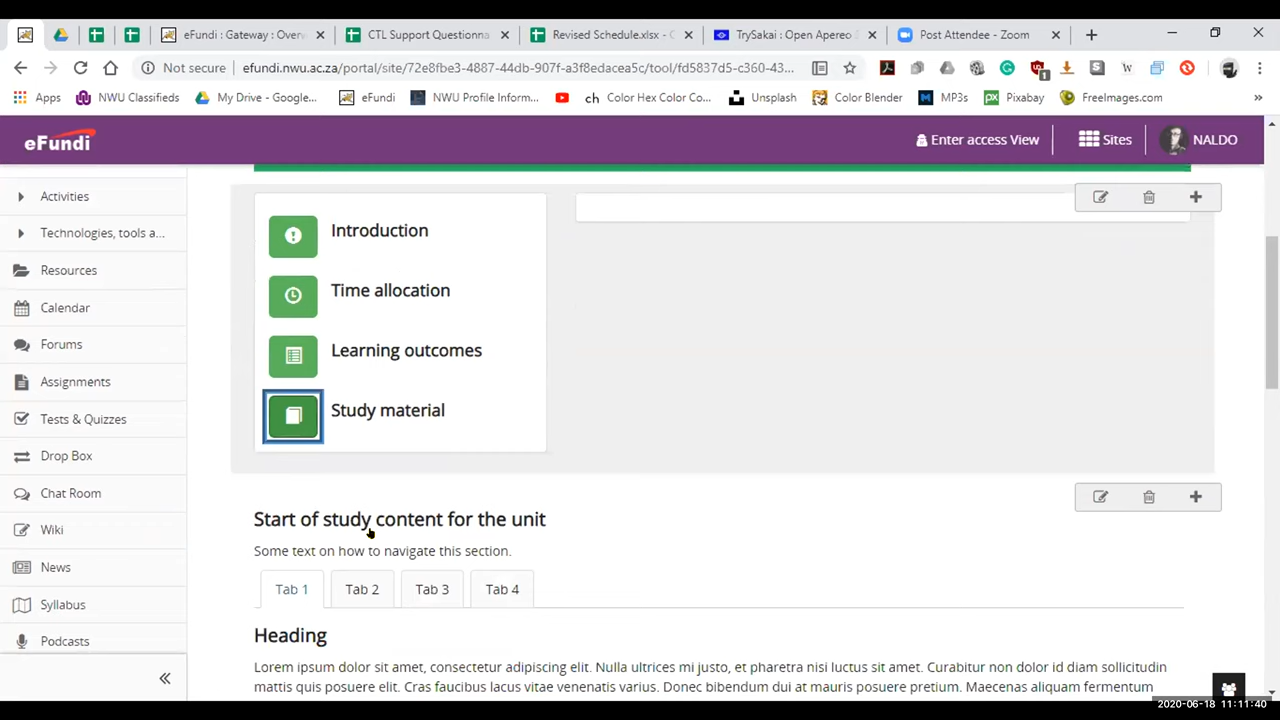 eFundi : Gateway : Over
CTL Support Questionna
Revised Schedule.xlsx - 
TrySakai : Open Apereo
Post Attendee - Zoom
Not secure
efundi.nwu.ac.za/portal/site/72e8fbe3-4887-44db-907f-a3f8edacea5c/tool/fd5837d5-c360-43...
Apps
NWU Classifieds
My Drive - Google...
eFundi
NWU Profile Inform...
Color Hex Color Co...
Unsplash
Color Blender
MP3s
Pixabay
FreeImages.com
eFundi
Enter access View
Sites
NALDO
Activities
Technologies, tools a...
Resources
Calendar
Forums
Assignments
Tests & Quizzes
Drop Box
Chat Room
Wiki
News
Syllabus
Podcasts
Introduction
Time allocation
Learning outcomes
Study material
Start of study content for the unit
Some text on how to navigate this section.
Tab 1
Tab 2
Tab 3
Tab 4
Heading
Lorem ipsum dolor sit amet, consectetur adipiscing elit. Nulla ultrices mi justo, et pharetra nisi luctus sit amet. Curabitur non dolor id diam sollicitudin
mattis quis posuere elit. Cras faucibus lacus vitae venenatis varius. Donec bibendum dui at mauris posuere pretium. Maecenas aliquam fermentum
2020-06-18 11:11:40